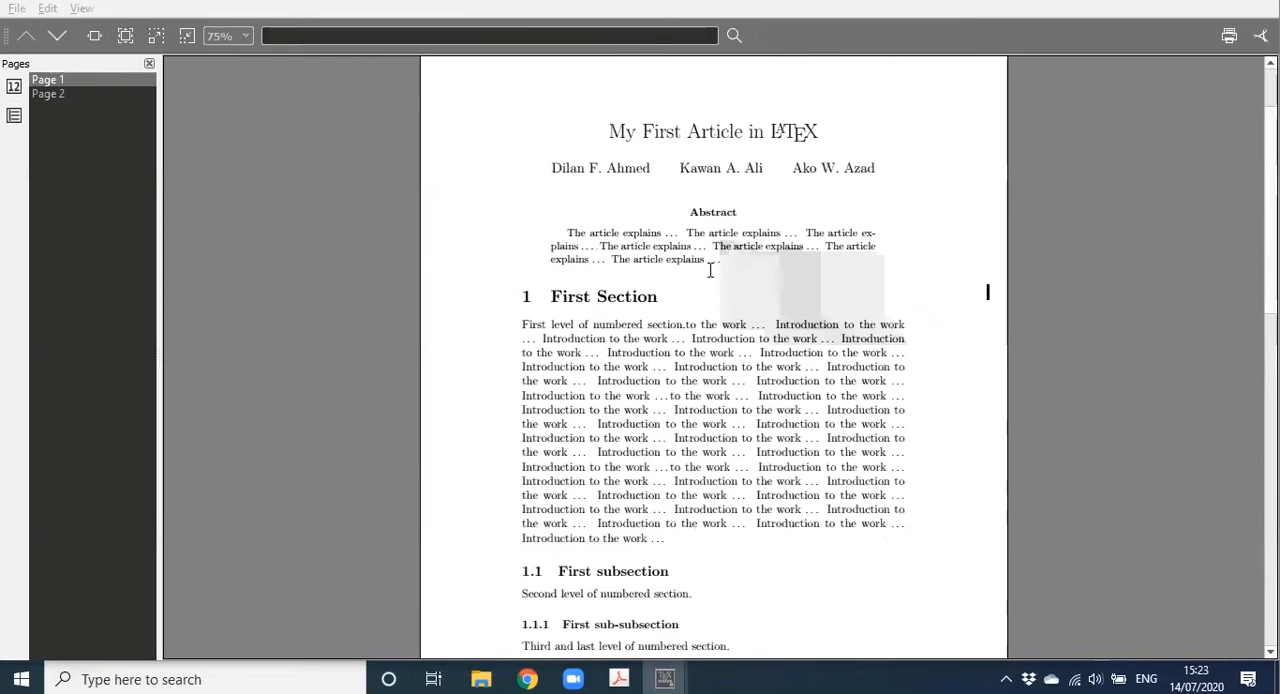 File Edit View
75%
Pages
12
Page 1
Page 2
My First Article in LATEX
Dilan F. Ahmed Kawan A. Ali Ako W. Azad
Abstract
The article explains ... The article explains ... The article ex-
plains ... The article explains ... The article explains ... The article
explains ... The article explains ...
1 First Section
First level of numbered section.to the work ... Introduction to the work
... Introduction to the work ... Introduction to the work ... Introduction
to the work ... Introduction to the work ... Introduction to the work ...
Introduction to the work ... Introduction to the work ... Introduction to
the work ... Introduction to the work ... Introduction to the work ...
Introduction to the work ...to the work ... Introduction to the work ...
Introduction to the work ... Introduction to the work ... Introduction to
the work ... Introduction to the work ... Introduction to the work ...
Introduction to the work ... Introduction to the work ... Introduction to
the work ... Introduction to the work ... Introduction to the work ...
Introduction to the work ...to the work ... Introduction to the work ...
Introduction to the work ... Introduction to the work ... Introduction to
the work ... Introduction to the work ... Introduction to the work ...
Introduction to the work ... Introduction to the work ... Introduction to
the work ... Introduction to the work ... Introduction to the work ...
Introduction to the work ...
1.1 First subsection
Second level of numbered section.
1.1.1 First sub-subsection
Third and last level of numbered section.
Type here to search
ENG
15:23
14/07/2020